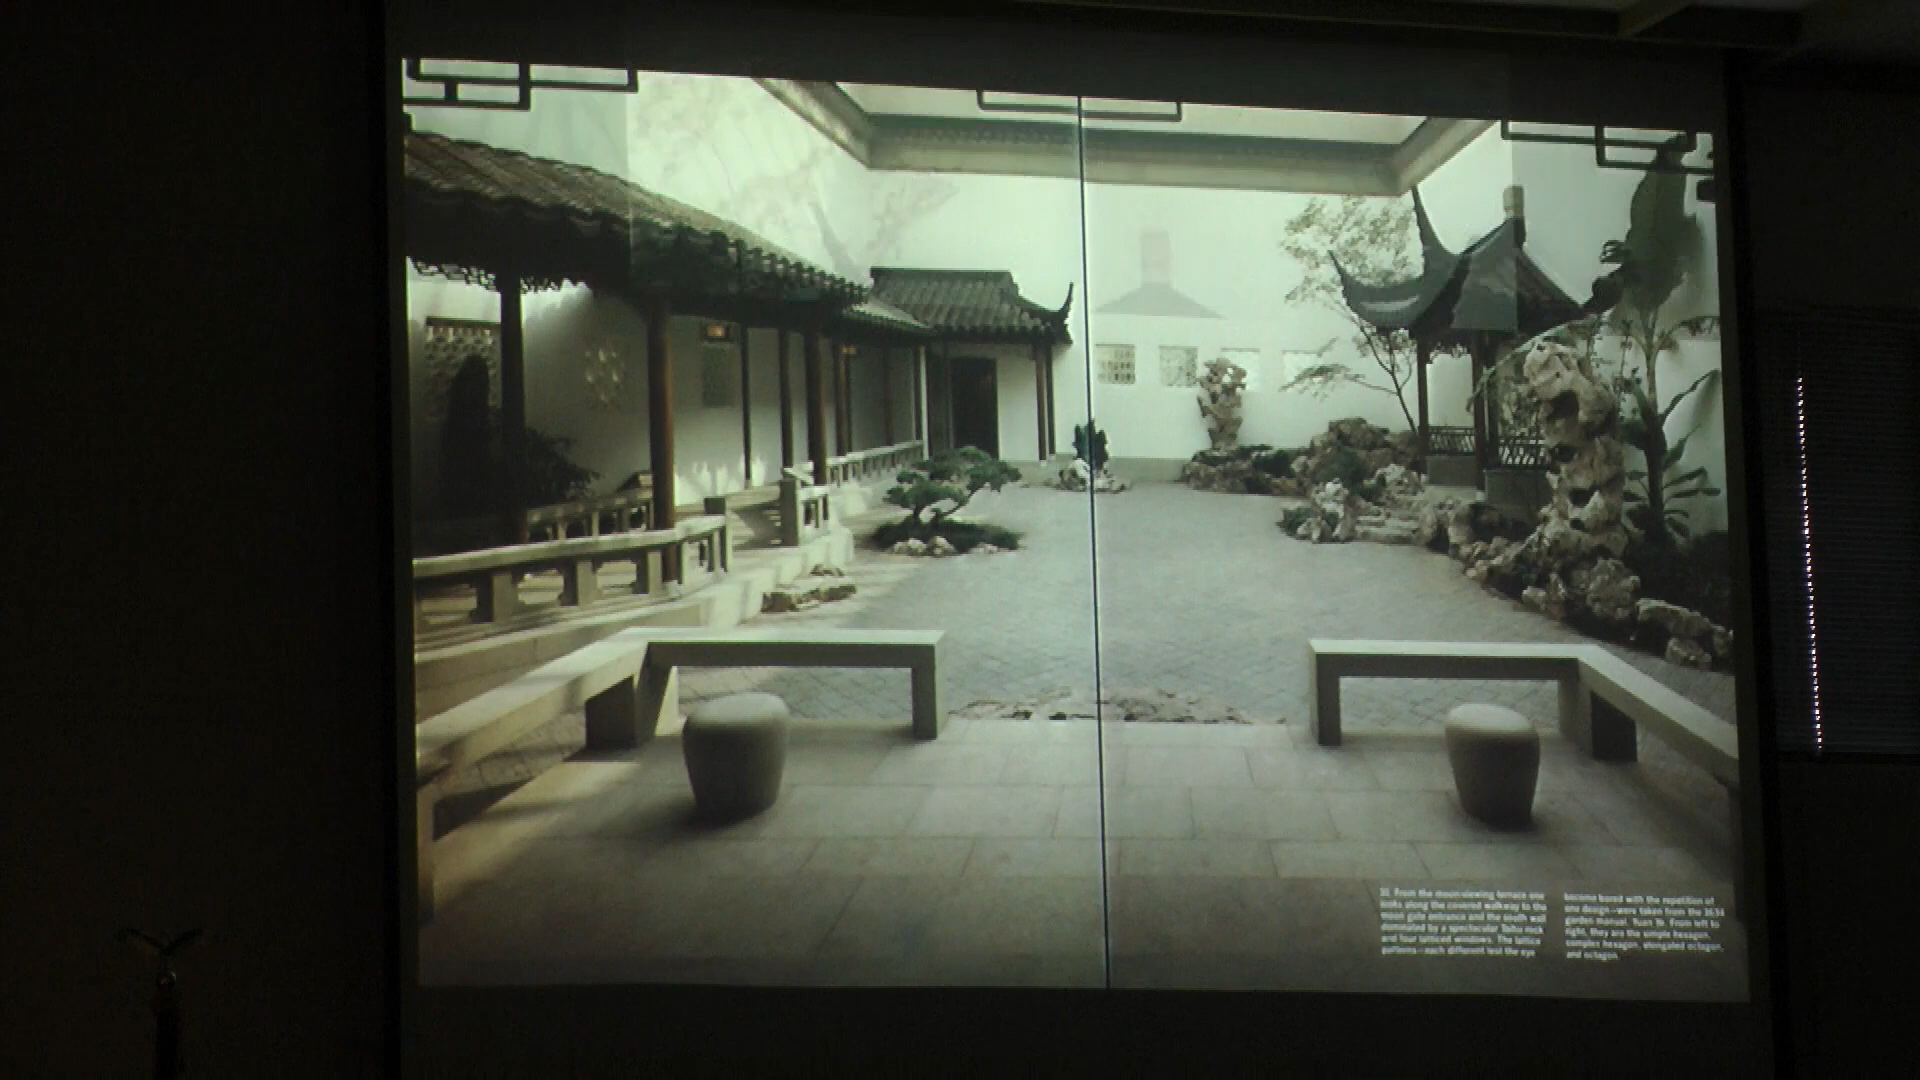 30. From the moon-viewing terrace one
looks along the covered walkway to the
moon gate entrance and the south wall
dominated by a spectacular Taihu rock
and four latticed windows. The lattice
patterns—each different lest the eye
become bored with the repetition of
one design—were taken from the 1634
garden manual, Yuan Ye. From left to
right, they are the simple hexagon,
complex hexagon, elongated octagon,
and octagon.